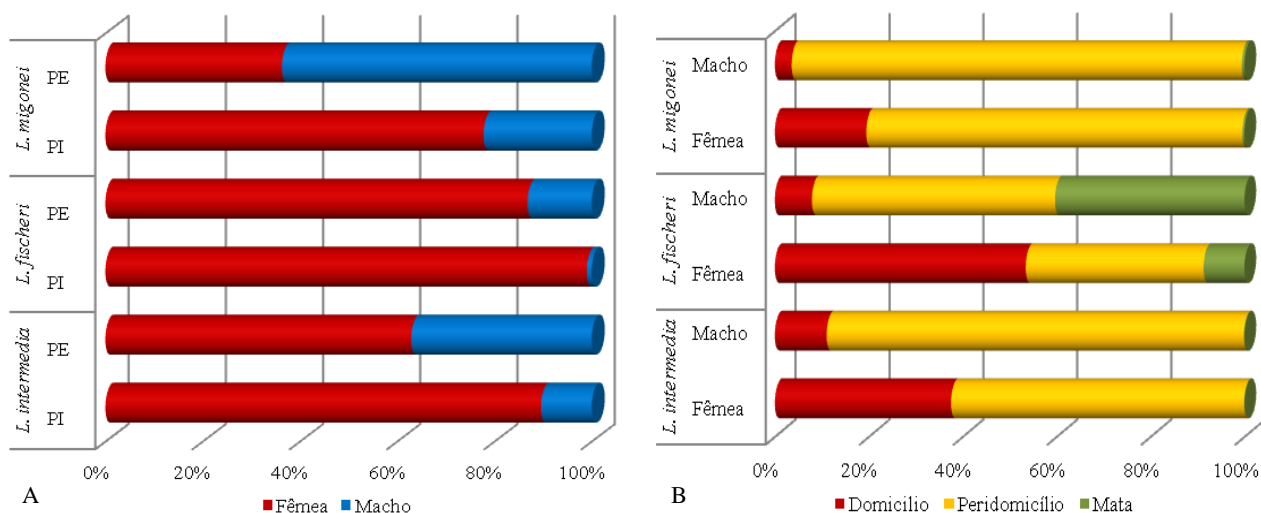 L. migonei
PE
PI
L. fischeri
PE
PI
L. intermedia
PE
PI
0% 20% 40% 60% 80% 100%
A
Fêmea Macho
L. migonei
Macho
Fêmea
L. fischeri
Macho
Fêmea
L. intermedia
Macho
Fêmea
0% 20% 40% 60% 80% 100%
B
Domicilio Peridomicílio Mata